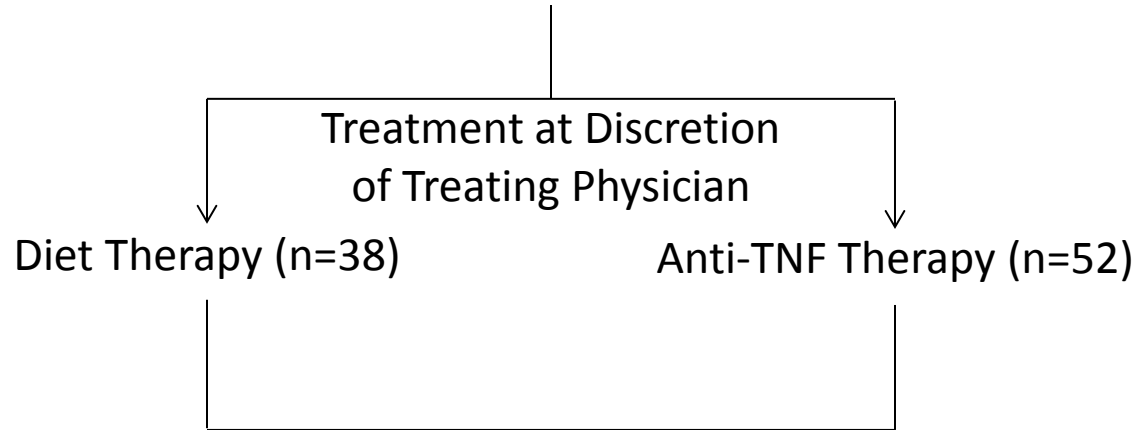 Treatment at Discretion
of Treating Physician
Diet Therapy (n=38)
Anti-TNF Therapy (n=52)